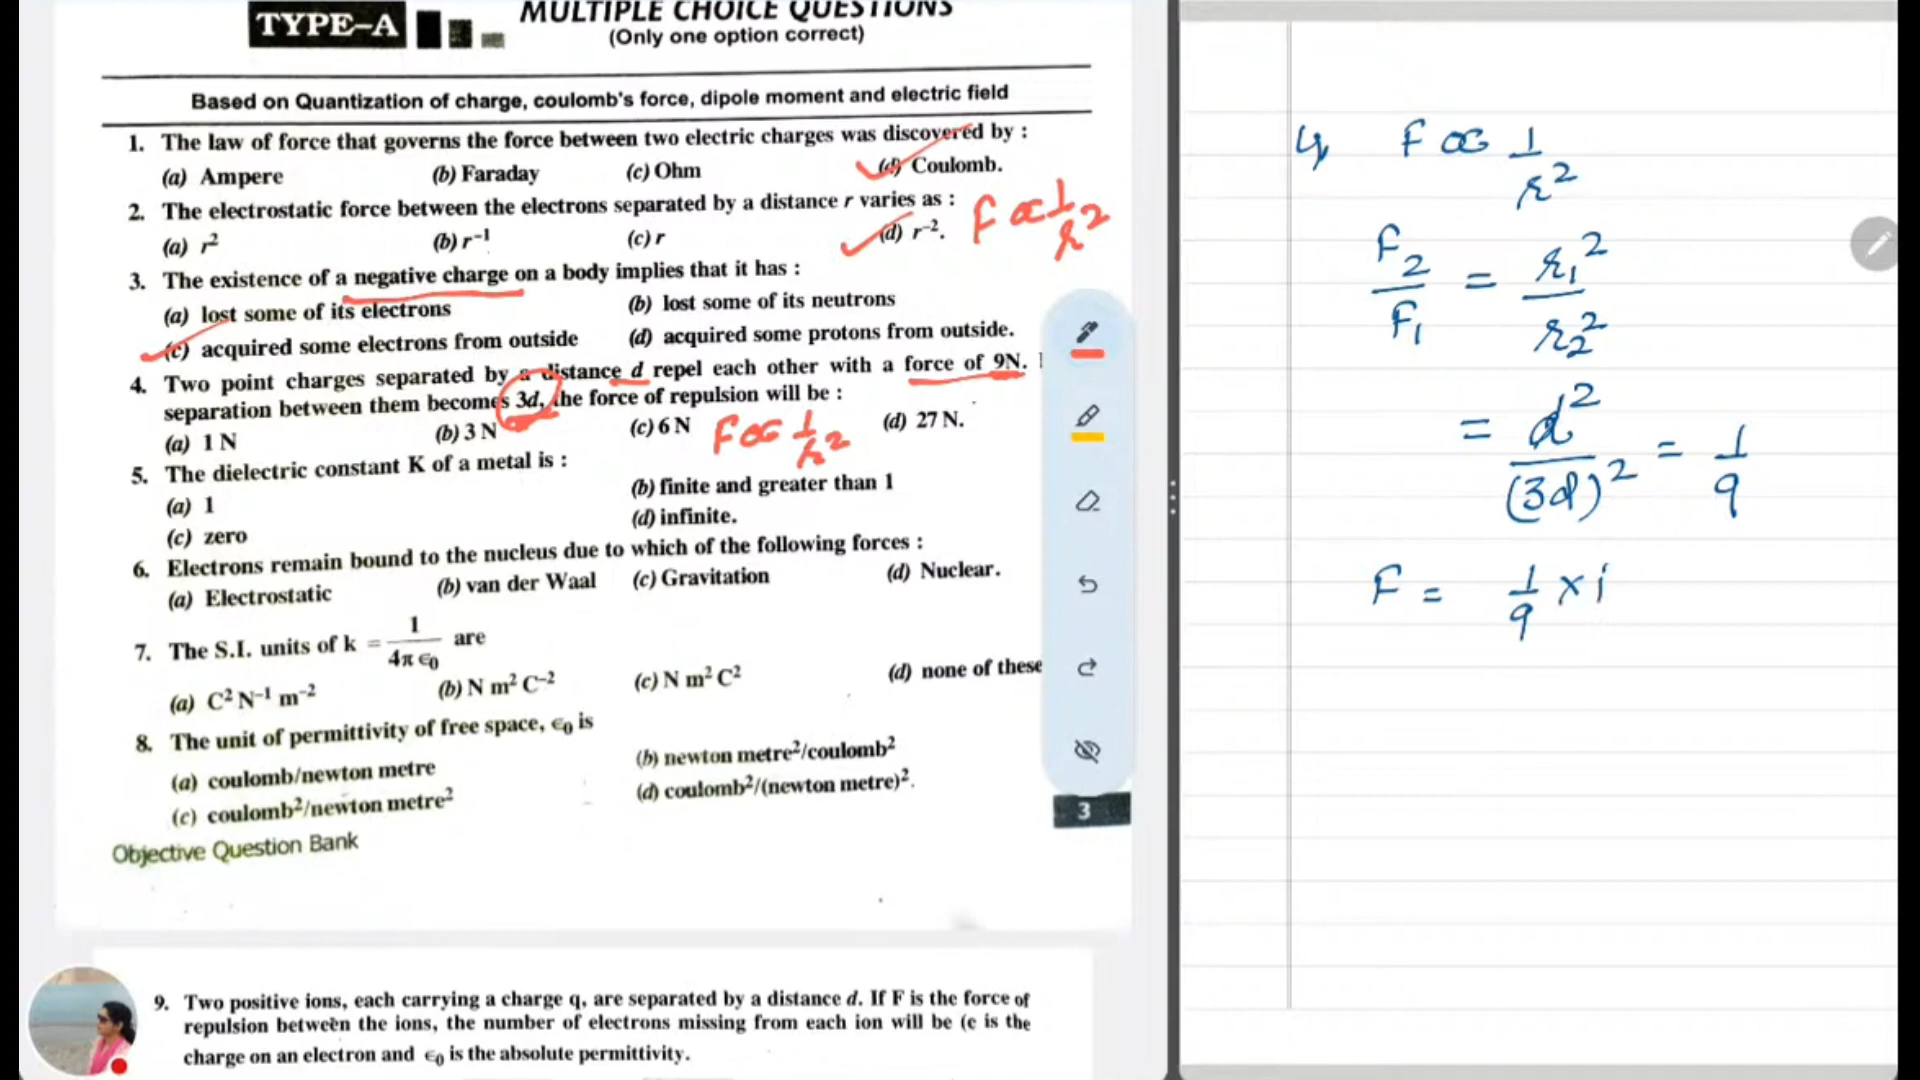 TYPE–A
MULTIPLE CHOICE QUESTIONS
(Only one option correct)
Based on Quantization of charge, coulomb's force, dipole moment and electric field
1. The law of force that governs the force between two electric charges was discovered by :
(a) Ampere (b) Faraday (c) Ohm (d) Coulomb.
2. The electrostatic force between the electrons separated by a distance r varies as :
(a) r² (b) r⁻¹ (c) r (d) r⁻². F ∝ 1/r²
3. The existence of a negative charge on a body implies that it has :
(a) lost some of its electrons (b) lost some of its neutrons
(c) acquired some electrons from outside (d) acquired some protons from outside.
4. Two point charges separated by a distance d repel each other with a force of 9N.
separation between them becomes 3d, the force of repulsion will be :
(a) 1 N (b) 3 N (c) 6 N F ∝ 1/r² (d) 27 N.
5. The dielectric constant K of a metal is :
(a) 1 (b) finite and greater than 1
(c) zero (d) infinite.
6. Electrons remain bound to the nucleus due to which of the following forces :
(a) Electrostatic (b) van der Waal (c) Gravitation (d) Nuclear.
7. The S.I. units of k = 1/4π ϵ₀ are
(a) C² N⁻¹ m⁻² (b) N m² C⁻² (c) N m² C² (d) none of these
8. The unit of permittivity of free space, ϵ₀ is
(a) coulomb/newton metre (b) newton metre²/coulomb²
(c) coulomb²/newton metre² (d) coulomb²/(newton metre)².
3
Objective Question Bank
9. Two positive ions, each carrying a charge q, are separated by a distance d. If F is the force of
repulsion between the ions, the number of electrons missing from each ion will be (e is the
charge on an electron and ϵ₀ is the absolute permittivity.
4) F ∝ 1/r²
F₂/F₁ = r₁²/r₂²
= d²/(3d)² = 1/9
F = 1/9 ×